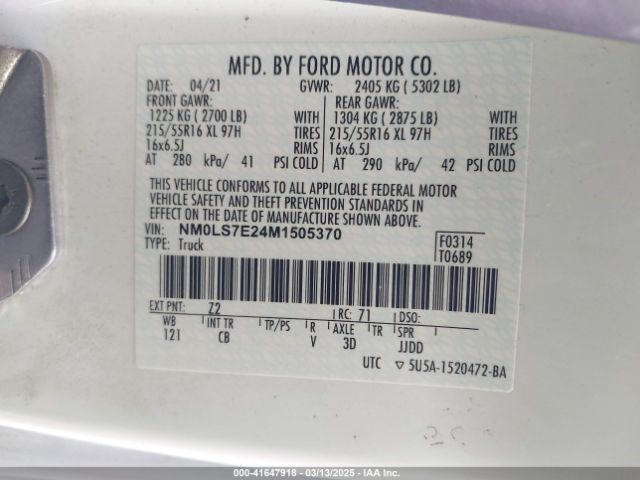 MFD. BY FORD MOTOR CO.
DATE: 04/21 GVWR: 2405 KG ( 5302 LB)
FRONT GAWR: REAR GAWR:
1225 KG ( 2700 LB) WITH 1304 KG ( 2875 LB) WITH
215/55R16 XL 97H TIRES 215/55R16 XL 97H TIRES
16x6.5J RIMS 16x6.5J RIMS
AT 280 kPa/ 41 PSI COLD AT 290 kPa/ 42 PSI COLD
THIS VEHICLE CONFORMS TO ALL APPLICABLE FEDERAL MOTOR
VEHICLE SAFETY AND THEFT PREVENTION STANDARDS IN
EFFECT ON THE DATE OF MANUFACTURE SHOWN ABOVE.
VIN: NM0LS7E24M1505370
TYPE: Truck
F0314
T0689
EXT PNT: Z2 RC: 71 DSO:
WB INT TR TP/PS R AXLE TR SPR
121 CB V 3D JJDD
UTC ▽ 5U5A-1520472-BA
000-41647918 - 03/13/2025 - IAA Inc.